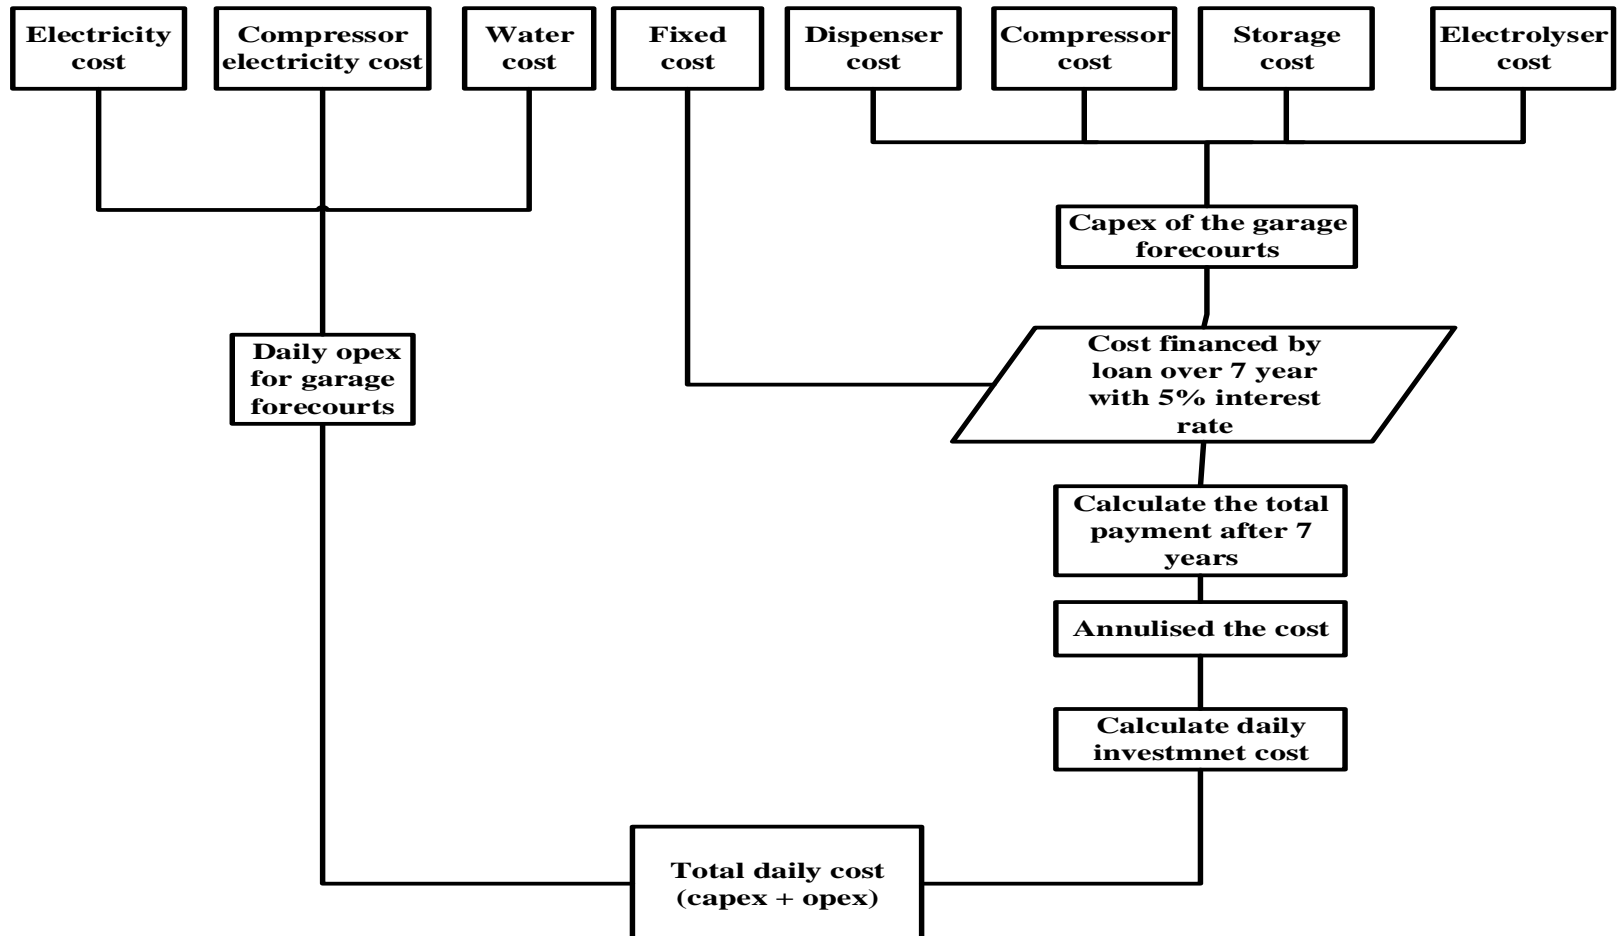 Electricity
cost
Compressor
electricity cost
Water
cost
Fixed
cost
Dispenser
cost
Compressor
cost
Storage
cost
Electrolyser
cost
Capex of the garage
forecourts
Daily opex
for garage
forecourts
Cost financed by
loan over 7 year
with 5% interest
rate
Calculate the total
payment after 7
years
Annulised the cost
Calculate daily
investmnet cost
Total daily cost
(capex + opex)